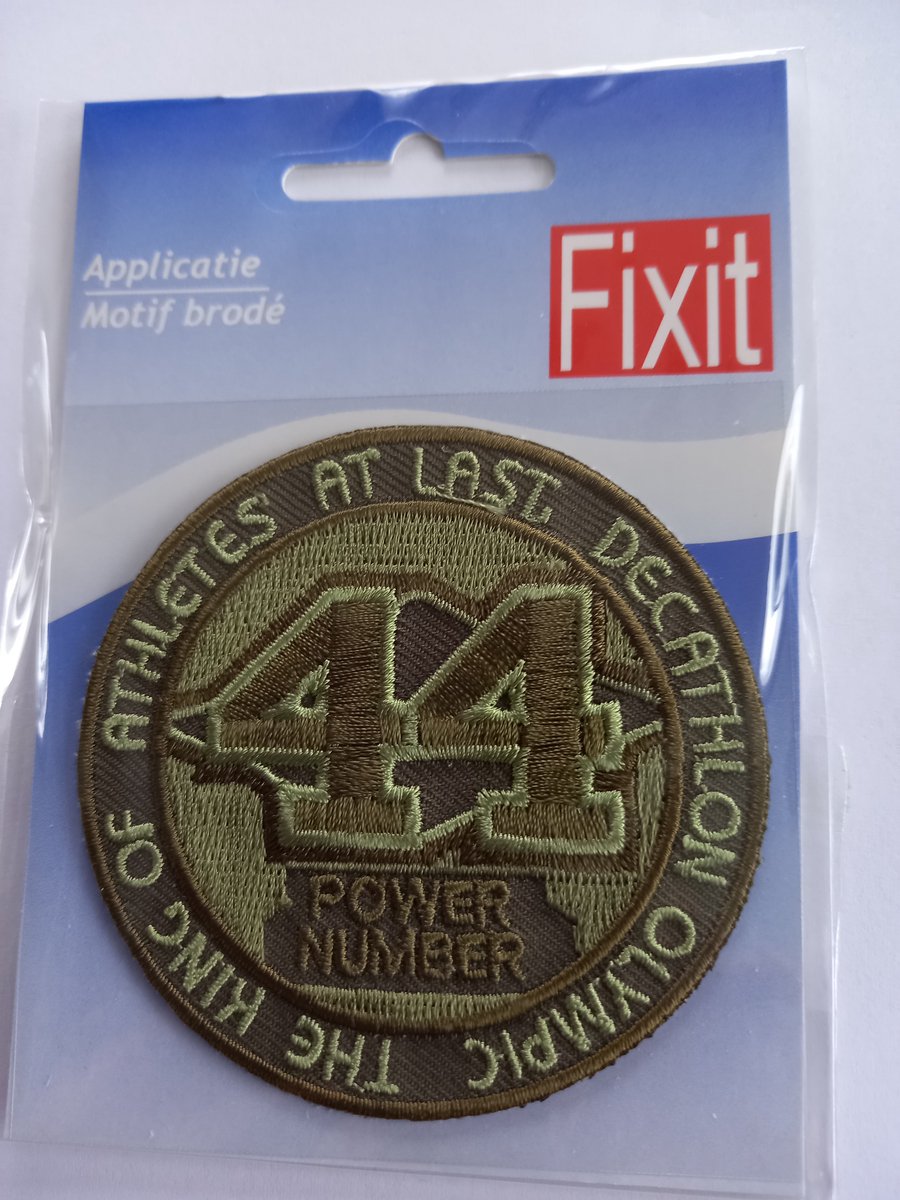 Applicatie
Motif brodé
Fixit
THE KING OF ATHLETES AT LAST DECATHLON OLYMPIC
44
POWER
NUMBER